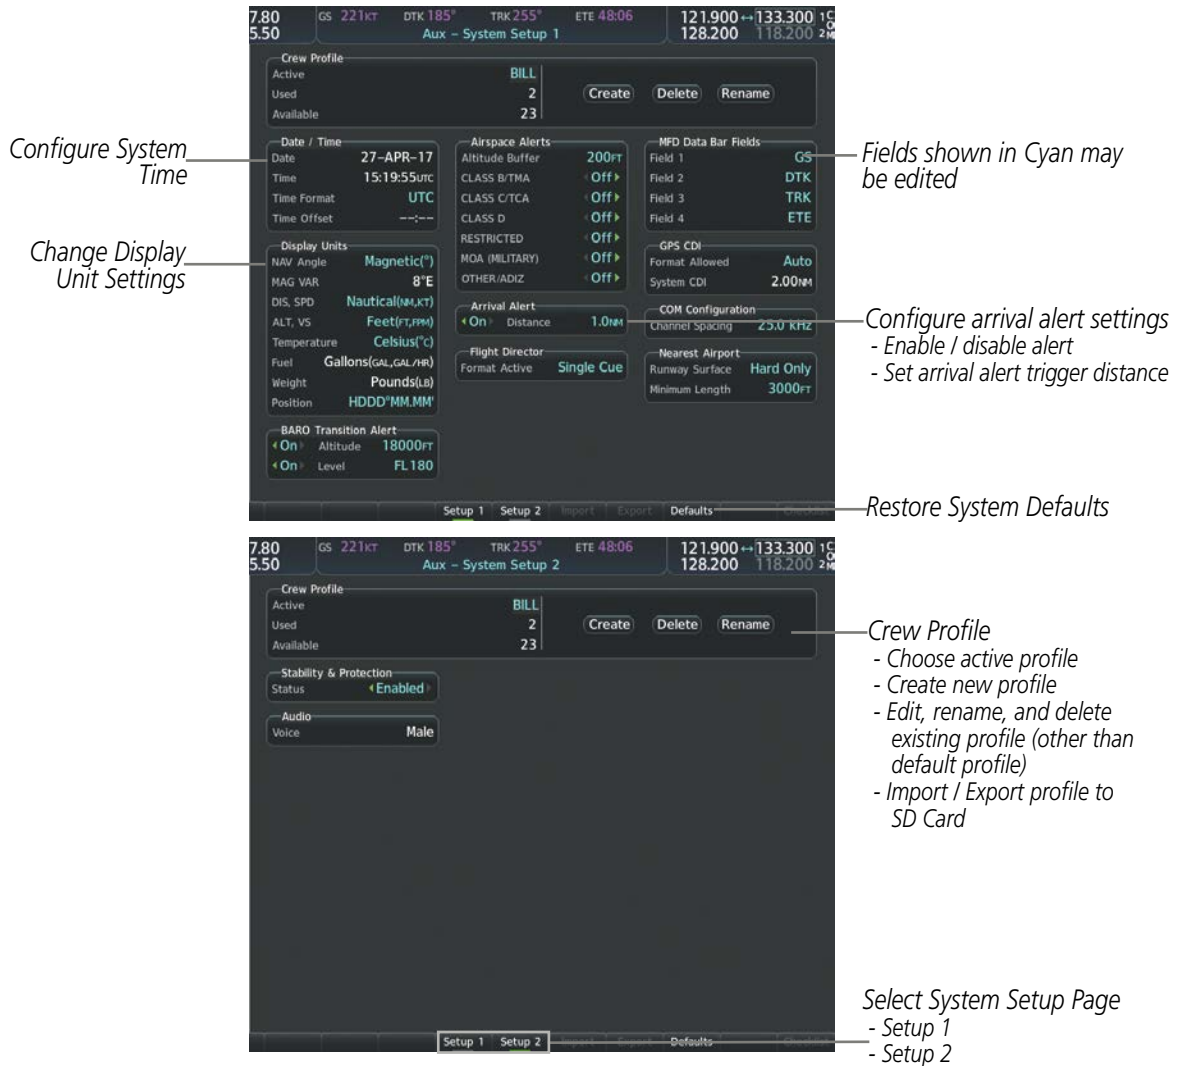 7.80 GS 221KT DTK 185° TRK 255° ETE 48:06 121.900 ↔ 133.300 1 C
5.50 Aux – System Setup 1 128.200 118.200 2 O M
Crew Profile
Active BILL
Used 2 Create Delete Rename
Available 23
Configure System Time
Date / Time
Date 27–APR–17
Time 15:19:55UTC
Time Format UTC
Time Offset --:--
Airspace Alerts
Altitude Buffer 200FT
CLASS B/TMA Off
CLASS C/TCA Off
CLASS D Off
RESTRICTED Off
MOA (MILITARY) Off
OTHER/ADIZ Off
MFD Data Bar Fields
Field 1 GS
Field 2 DTK
Field 3 TRK
Field 4 ETE
Fields shown in Cyan may
be edited
Change Display
Unit Settings
Display Units
NAV Angle Magnetic(°)
MAG VAR 8°E
DIS, SPD Nautical(NM,KT)
ALT, VS Feet(FT,FPM)
Temperature Celsius(°C)
Fuel Gallons(GAL,GAL/HR)
Weight Pounds(LB)
Position HDDD°MM.MM'
Arrival Alert
On Distance 1.0NM
Flight Director
Format Active Single Cue
GPS CDI
Format Allowed Auto
System CDI 2.00NM
COM Configuration
Channel Spacing 25.0 kHz
Nearest Airport
Runway Surface Hard Only
Minimum Length 3000FT
Configure arrival alert settings
- Enable / disable alert
- Set arrival alert trigger distance
BARO Transition Alert
On Altitude 18000FT
On Level FL180
Setup 1 Setup 2 Import Export Defaults Checklist
Restore System Defaults
7.80 GS 221KT DTK 185° TRK 255° ETE 48:06 121.900 ↔ 133.300 1 C
5.50 Aux – System Setup 2 128.200 118.200 2 O M
Crew Profile
Active BILL
Used 2 Create Delete Rename
Available 23
Stability & Protection
Status Enabled
Audio
Voice Male
Crew Profile
- Choose active profile
- Create new profile
- Edit, rename, and delete
existing profile (other than
default profile)
- Import / Export profile to
SD Card
Setup 1 Setup 2 Import Export Defaults Checklist
Select System Setup Page
- Setup 1
- Setup 2